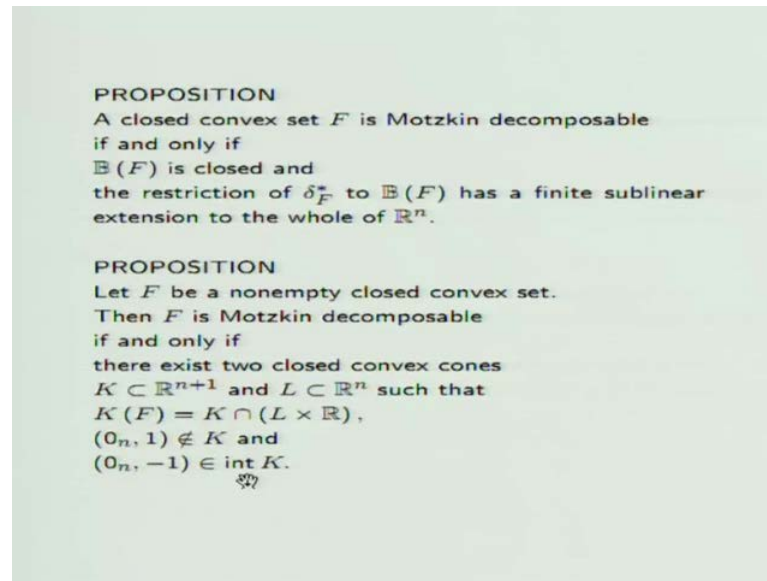 PROPOSITION
A closed convex set F is Motzkin decomposable
if and only if
𝔹 (F) is closed and
the restriction of δ*_F to 𝔹 (F) has a finite sublinear
extension to the whole of ℝⁿ.
PROPOSITION
Let F be a nonempty closed convex set.
Then F is Motzkin decomposable
if and only if
there exist two closed convex cones
K ⊂ ℝⁿ⁺¹ and L ⊂ ℝⁿ such that
K (F) = K ∩ (L × ℝ),
(0ₙ, 1) ∉ K and
(0ₙ, −1) ∈ int K.